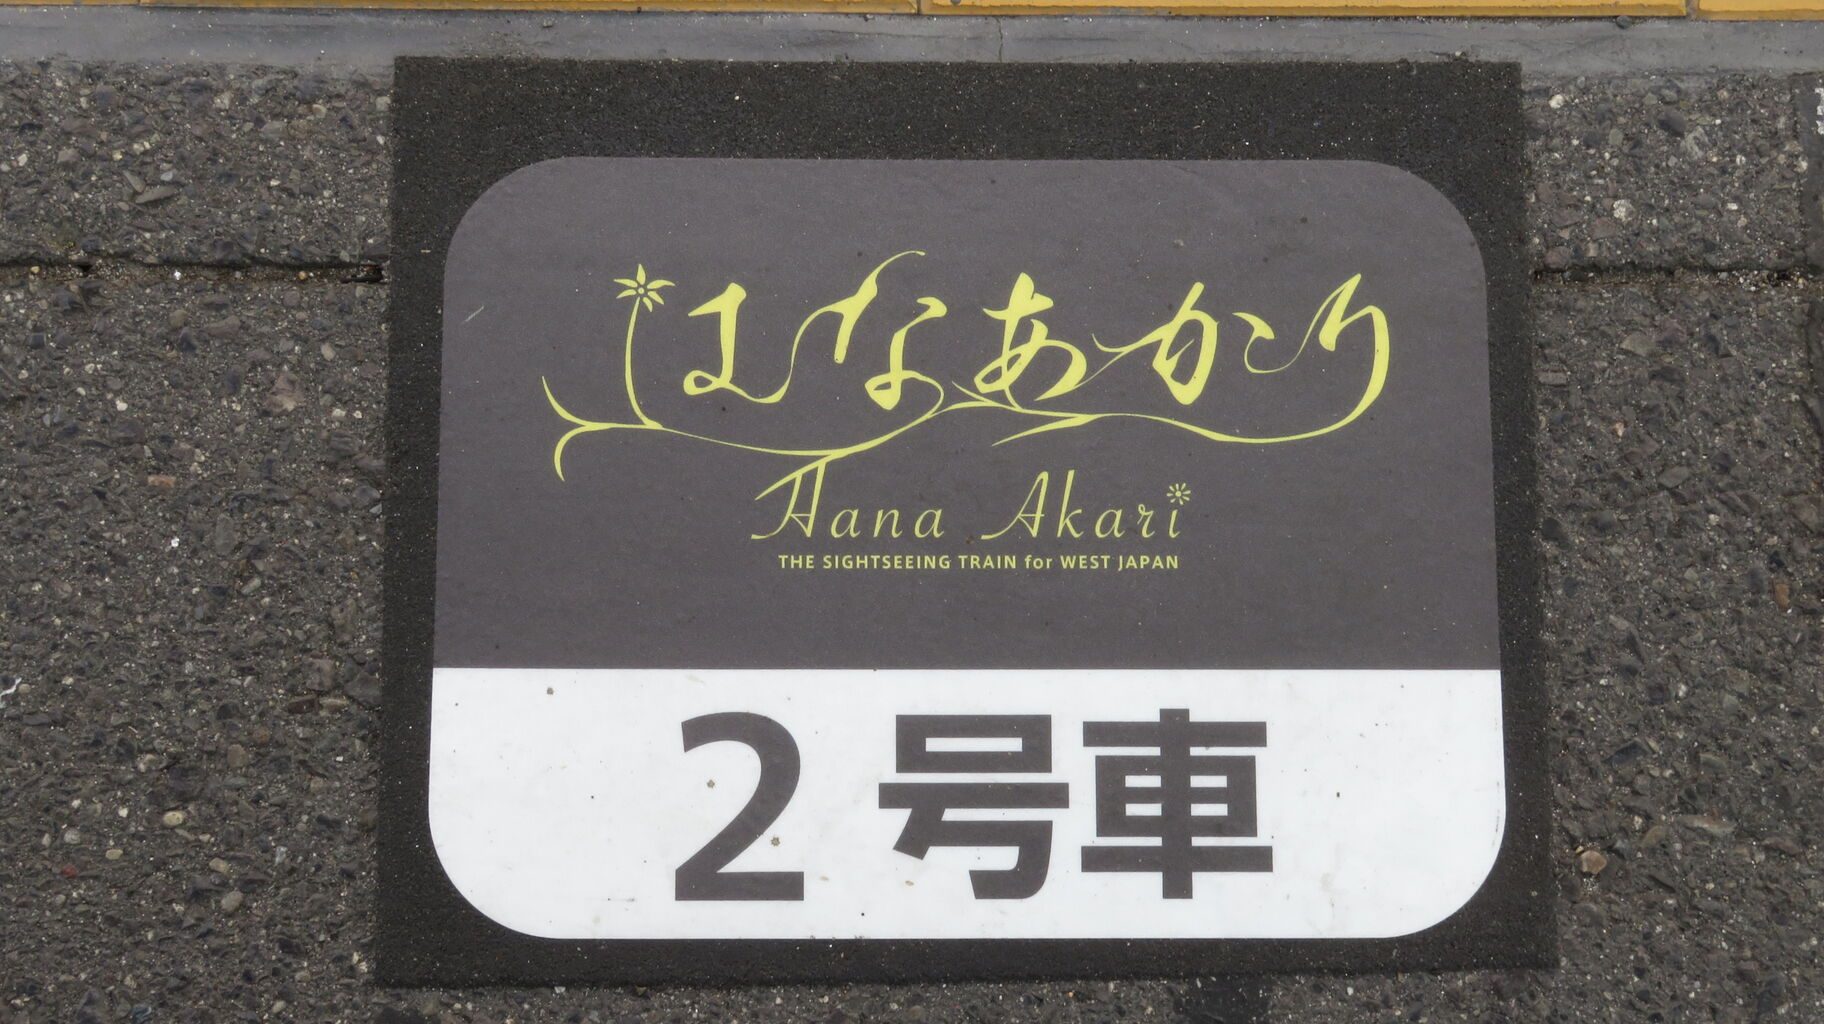 はなあかり
Hana Akari
THE SIGHTSEEING TRAIN for WEST JAPAN
2号車